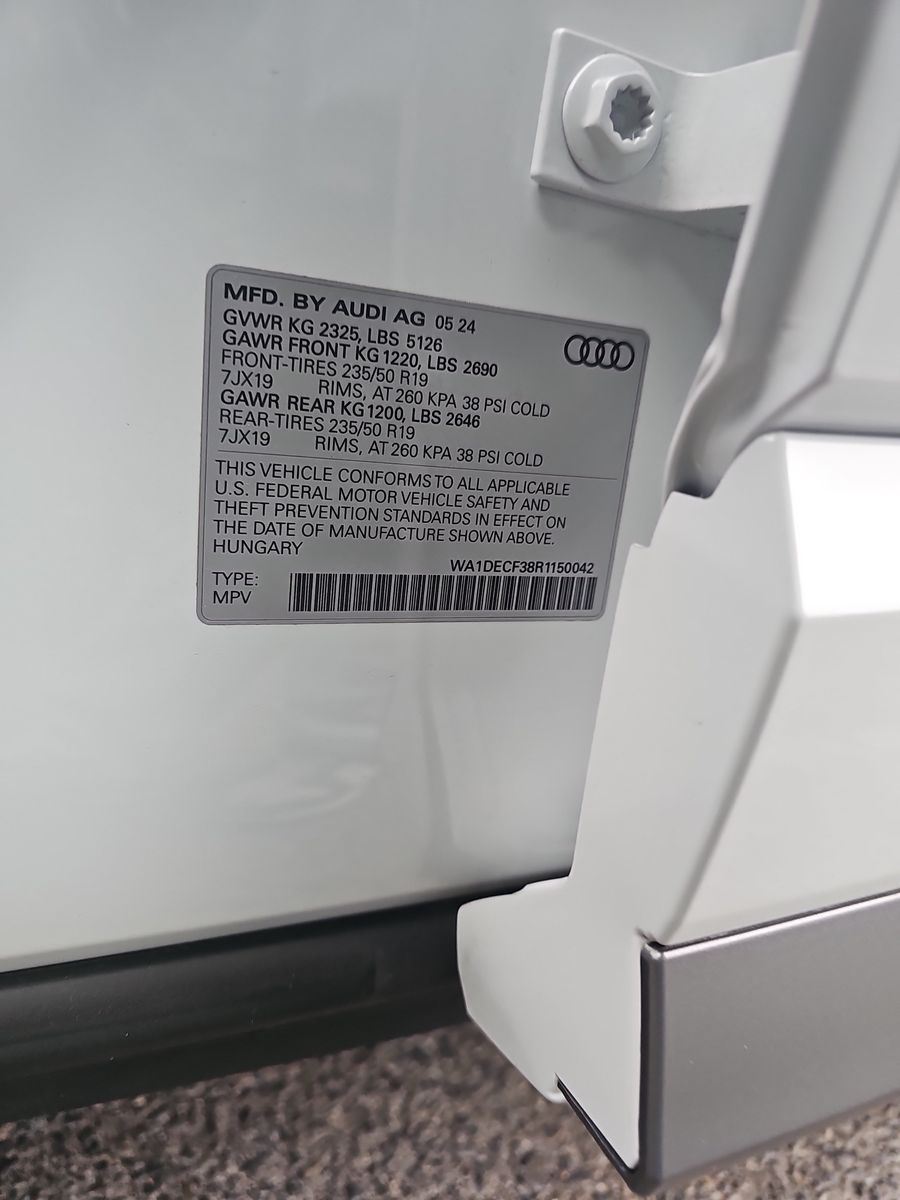 MFD. BY AUDI AG 05 24
GVWR KG 2325, LBS 5126
GAWR FRONT KG 1220, LBS 2690
FRONT-TIRES 235/50 R19
7JX19 RIMS, AT 260 KPA 38 PSI COLD
GAWR REAR KG 1200, LBS 2646
REAR-TIRES 235/50 R19
7JX19 RIMS, AT 260 KPA 38 PSI COLD
THIS VEHICLE CONFORMS TO ALL APPLICABLE
U.S. FEDERAL MOTOR VEHICLE SAFETY AND
THEFT PREVENTION STANDARDS IN EFFECT ON
THE DATE OF MANUFACTURE SHOWN ABOVE.
HUNGARY
WA1DECF38R1150042
TYPE:
MPV